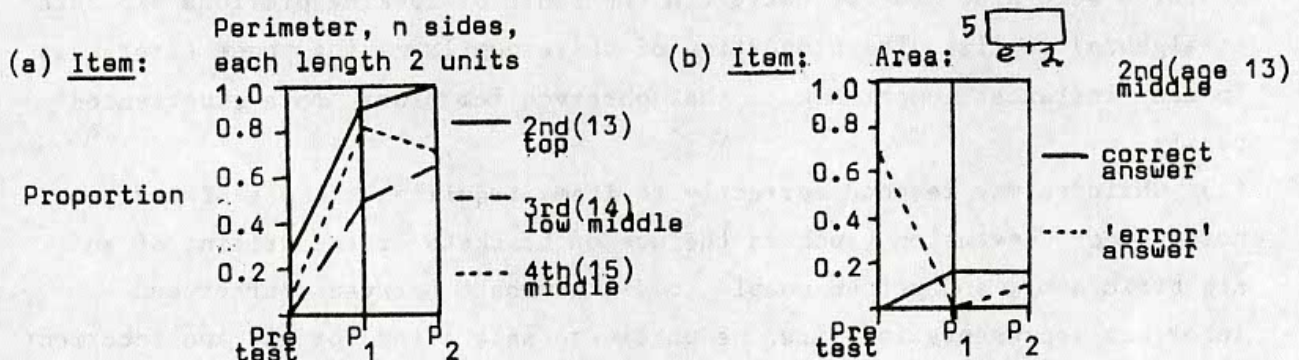 Perimeter, n sides,
(a) Item: each length 2 units
1.0
0.8
0.6
0.4
0.2
Proportion
2nd(13)
top
3rd(14)
low middle
4th(15)
middle
Pre
test
P
1
P
2
(b) Item: Area: 5 e+2
2nd(age 13)
middle
1.0
0.8
0.6
0.4
0.2
correct
answer
'error'
answer
Pre
test
P
1
P
2